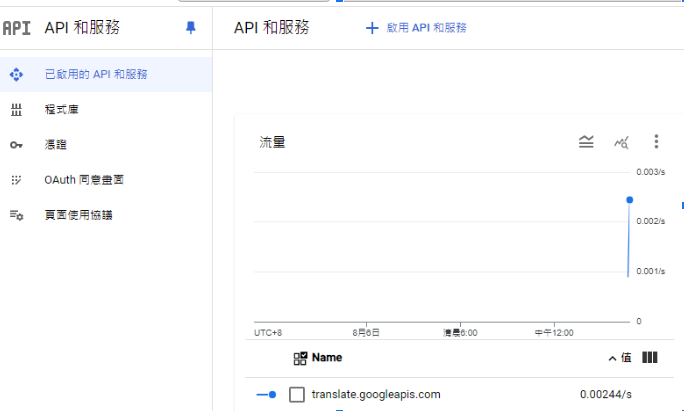 API API 和服務
API 和服務
啟用 API 和服務
已啟用的 API 和服務
程式庫
憑證
OAuth 同意畫面
頁面使用協議
流量
0.003/s
0.002/s
0.001/s
0
UTC+8 8月6日 清晨6:00 中午12:00
Name 值
translate.googleapis.com 0.00244/s